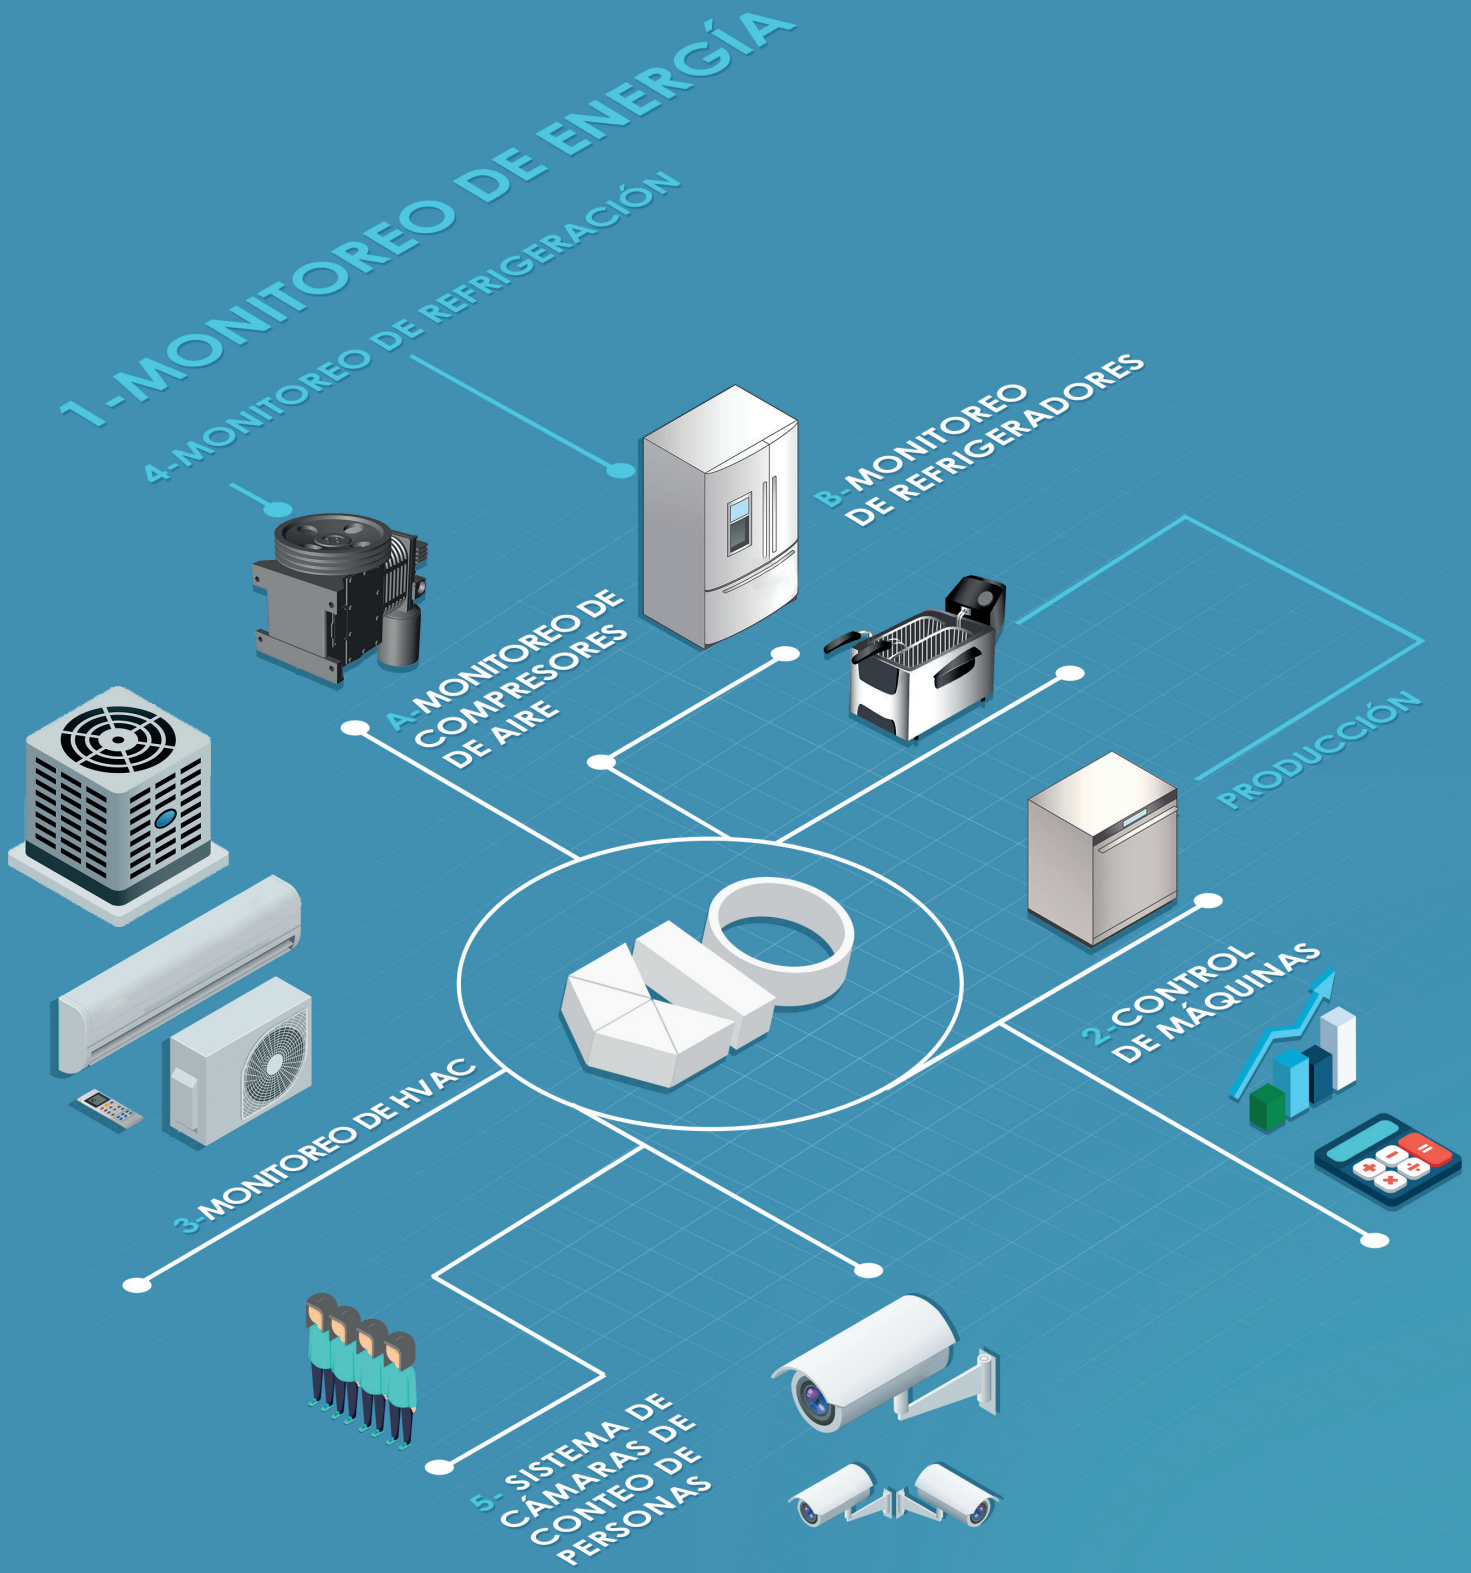 1-MONITOREO DE ENERGÍA
4-MONITOREO DE REFRIGERACIÓN
B-MONITOREO
DE REFRIGERADORES
A-MONITOREO DE
COMPRESORES
DE AIRE
PRODUCCIÓN
2-CONTROL
DE MÁQUINAS
3-MONITOREO DE HVAC
5- SISTEMA DE
CÁMARAS DE
CONTEO DE
PERSONAS